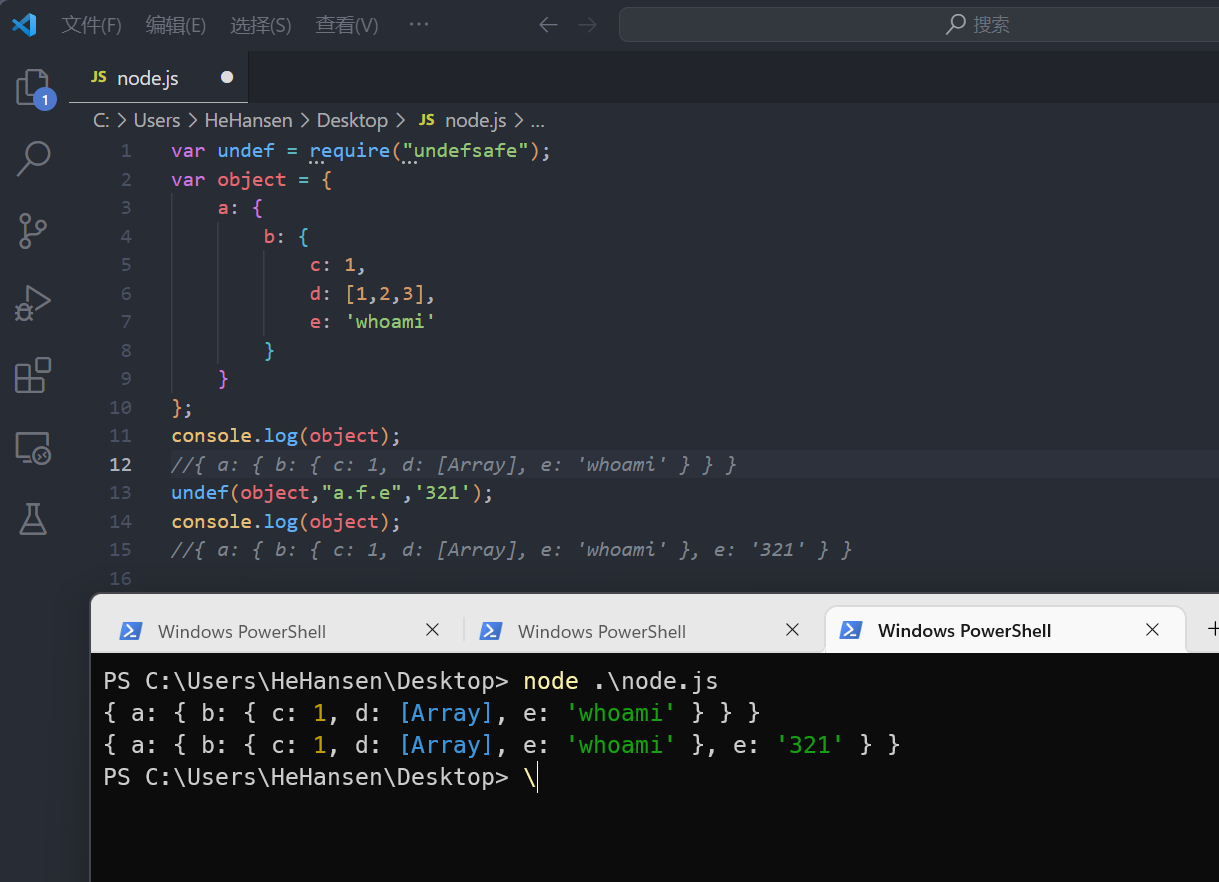 文件(F) 编辑(E) 选择(S) 查看(V) ··· 搜索
JS node.js
1
C: > Users > HeHansen > Desktop > JS node.js > ...
1 var undef = require("undefsafe");
2 var object = {
3 a: {
4 b: {
5 c: 1,
6 d: [1,2,3],
7 e: 'whoami'
8 }
9 }
10 };
11 console.log(object);
12 //{ a: { b: { c: 1, d: [Array], e: 'whoami' } } }
13 undef(object,"a.f.e",'321');
14 console.log(object);
15 //{ a: { b: { c: 1, d: [Array], e: 'whoami' }, e: '321' } }
16
Windows PowerShell Windows PowerShell Windows PowerShell
PS C:\Users\HeHansen\Desktop> node .\node.js
{ a: { b: { c: 1, d: [Array], e: 'whoami' } } }
{ a: { b: { c: 1, d: [Array], e: 'whoami' }, e: '321' } }
PS C:\Users\HeHansen\Desktop> \